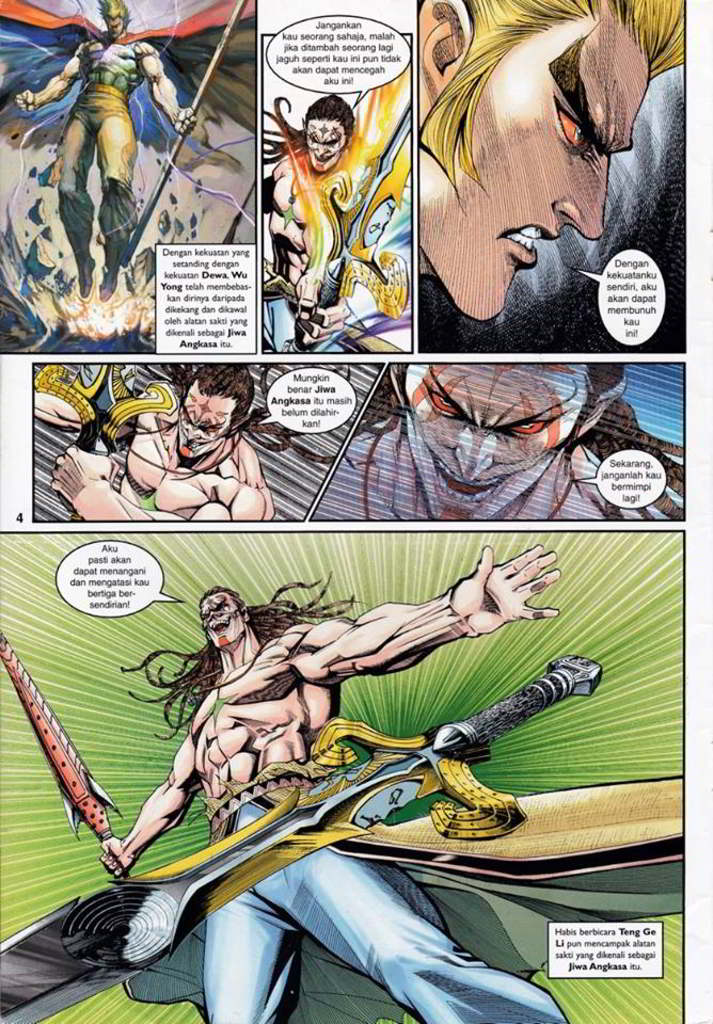 Jangankan
kau seorang sahaja, malah
jika ditambah seorang lagi
jaguh seperti kau ini pun tidak
akan dapat mencegah
aku ini!
Dengan kekuatan yang
setanding dengan
kekuatan Dewa, Wu
Yong telah membebas-
kan dirinya daripada
dikekang dan dikawal
oleh alatan sakti yang
dikenali sebagai Jiwa
Angkasa itu.
Dengan
kekuatanku
sendiri, aku
akan dapat
membunuh
kau
ini!
Mungkin
benar Jiwa
Angkasa itu masih
belum dilahir-
kan!
Sekarang,
janganlah kau
bermimpi
lagi!
4
Aku
pasti akan
dapat menangani
dan mengatasi kau
bertiga ber-
sendirian!
Habis berbicara Teng Ge
Li pun mencampak alatan
sakti yang dikenali sebagai
Jiwa Angkasa itu.